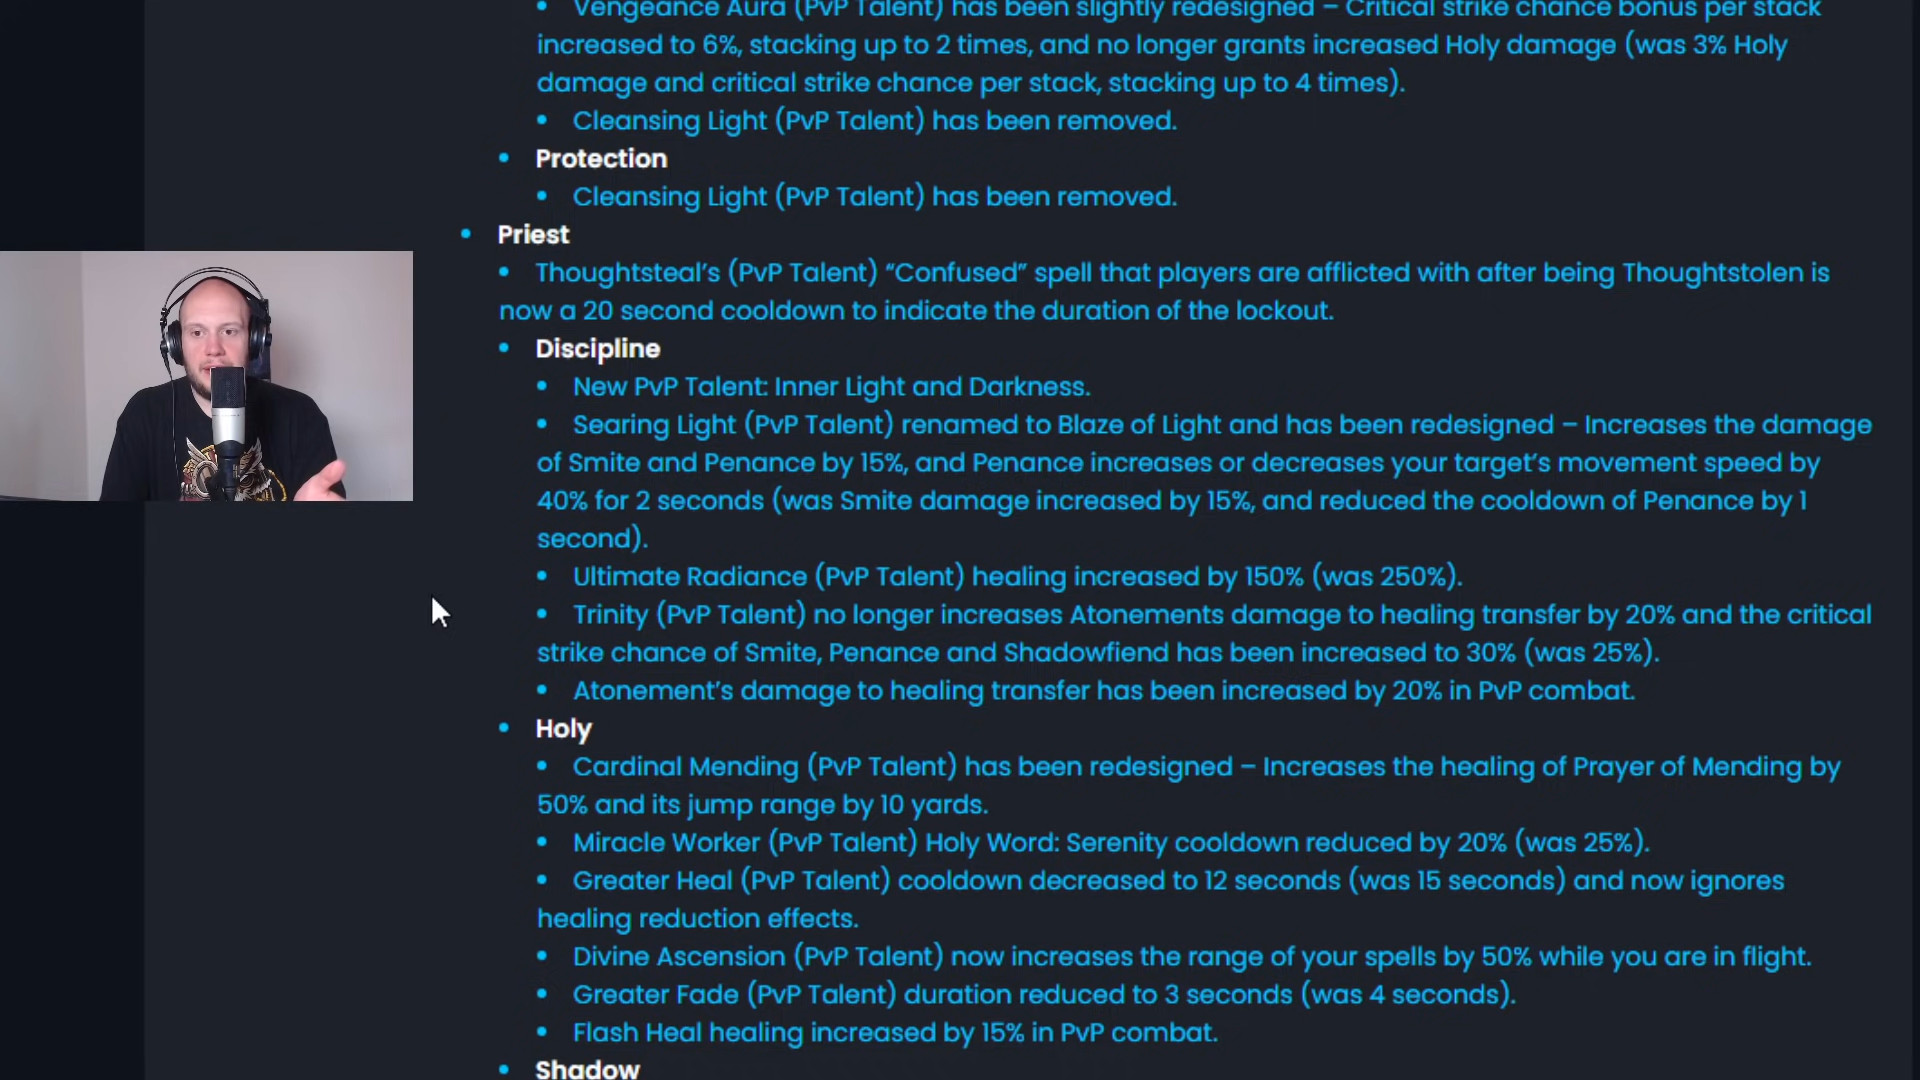 • Vengeance Aura (PvP Talent) has been slightly redesigned – Critical strike chance bonus per stack
increased to 6%, stacking up to 2 times, and no longer grants increased Holy damage (was 3% Holy
damage and critical strike chance per stack, stacking up to 4 times).
• Cleansing Light (PvP Talent) has been removed.
• Protection
• Cleansing Light (PvP Talent) has been removed.
• Priest
• Thoughtsteal’s (PvP Talent) “Confused” spell that players are afflicted with after being Thoughtstolen is
now a 20 second cooldown to indicate the duration of the lockout.
• Discipline
• New PvP Talent: Inner Light and Darkness.
• Searing Light (PvP Talent) renamed to Blaze of Light and has been redesigned – Increases the damage
of Smite and Penance by 15%, and Penance increases or decreases your target’s movement speed by
40% for 2 seconds (was Smite damage increased by 15%, and reduced the cooldown of Penance by 1
second).
• Ultimate Radiance (PvP Talent) healing increased by 150% (was 250%).
• Trinity (PvP Talent) no longer increases Atonements damage to healing transfer by 20% and the critical
strike chance of Smite, Penance and Shadowfiend has been increased to 30% (was 25%).
• Atonement’s damage to healing transfer has been increased by 20% in PvP combat.
• Holy
• Cardinal Mending (PvP Talent) has been redesigned – Increases the healing of Prayer of Mending by
50% and its jump range by 10 yards.
• Miracle Worker (PvP Talent) Holy Word: Serenity cooldown reduced by 20% (was 25%).
• Greater Heal (PvP Talent) cooldown decreased to 12 seconds (was 15 seconds) and now ignores
healing reduction effects.
• Divine Ascension (PvP Talent) now increases the range of your spells by 50% while you are in flight.
• Greater Fade (PvP Talent) duration reduced to 3 seconds (was 4 seconds).
• Flash Heal healing increased by 15% in PvP combat.
• Shadow